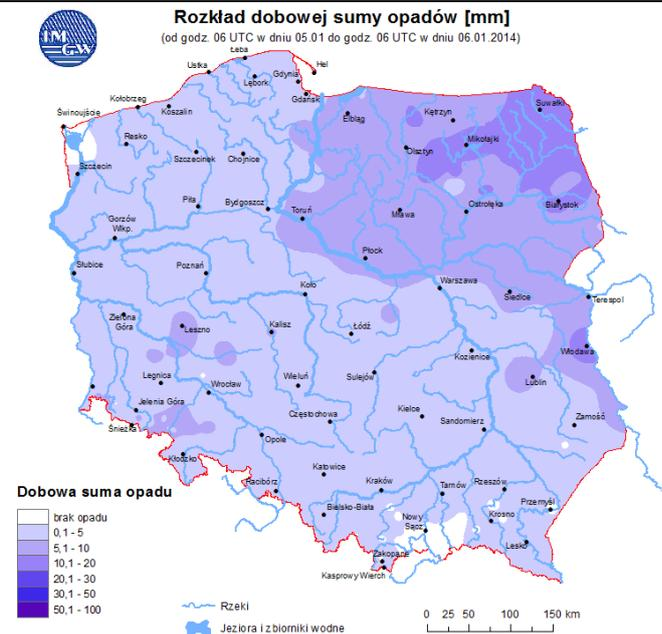 Rozkład dobowej sumy opadów [mm]
(od godz. 06 UTC w dniu 05.01 do godz. 06 UTC w dniu 06.01.2014)
IM
GW
Łeba
Hel
Ustka
Lębork
Gdynia
Gdańsk
Kołobrzeg
Koszalin
Świnoujście
Elbląg
Kętrzyn
Suwałki
Resko
Szczecinek
Chojnice
Olsztyn
Mikołajki
Szczecin
Piła
Bydgoszcz
Toruń
Mława
Ostrołęka
Białystok
Gorzów
Wlkp.
Płock
Słubice
Poznań
Koło
Warszawa
Siedlce
Terespol
Zielona
Góra
Leszno
Kalisz
Łódź
Kozienice
Włodawa
Legnica
Wrocław
Wieluń
Sulejów
Lublin
Jelenia Góra
Śnieżka
Częstochowa
Kielce
Sandomierz
Zamość
Kłodzko
Opole
Racibórz
Katowice
Kraków
Tarnów
Rzeszów
Przemyśl
Bielsko-Biała
Nowy
Sącz
Krosno
Lesko
Zakopane
Kasprowy Wierch
Dobowa suma opadu
brak opadu
0,1 - 5
5,1 - 10
10,1 - 20
20,1 - 30
30,1 - 50
50,1 - 100
Rzeki
Jeziora i zbiorniki wodne
0 25 50 100 150 km